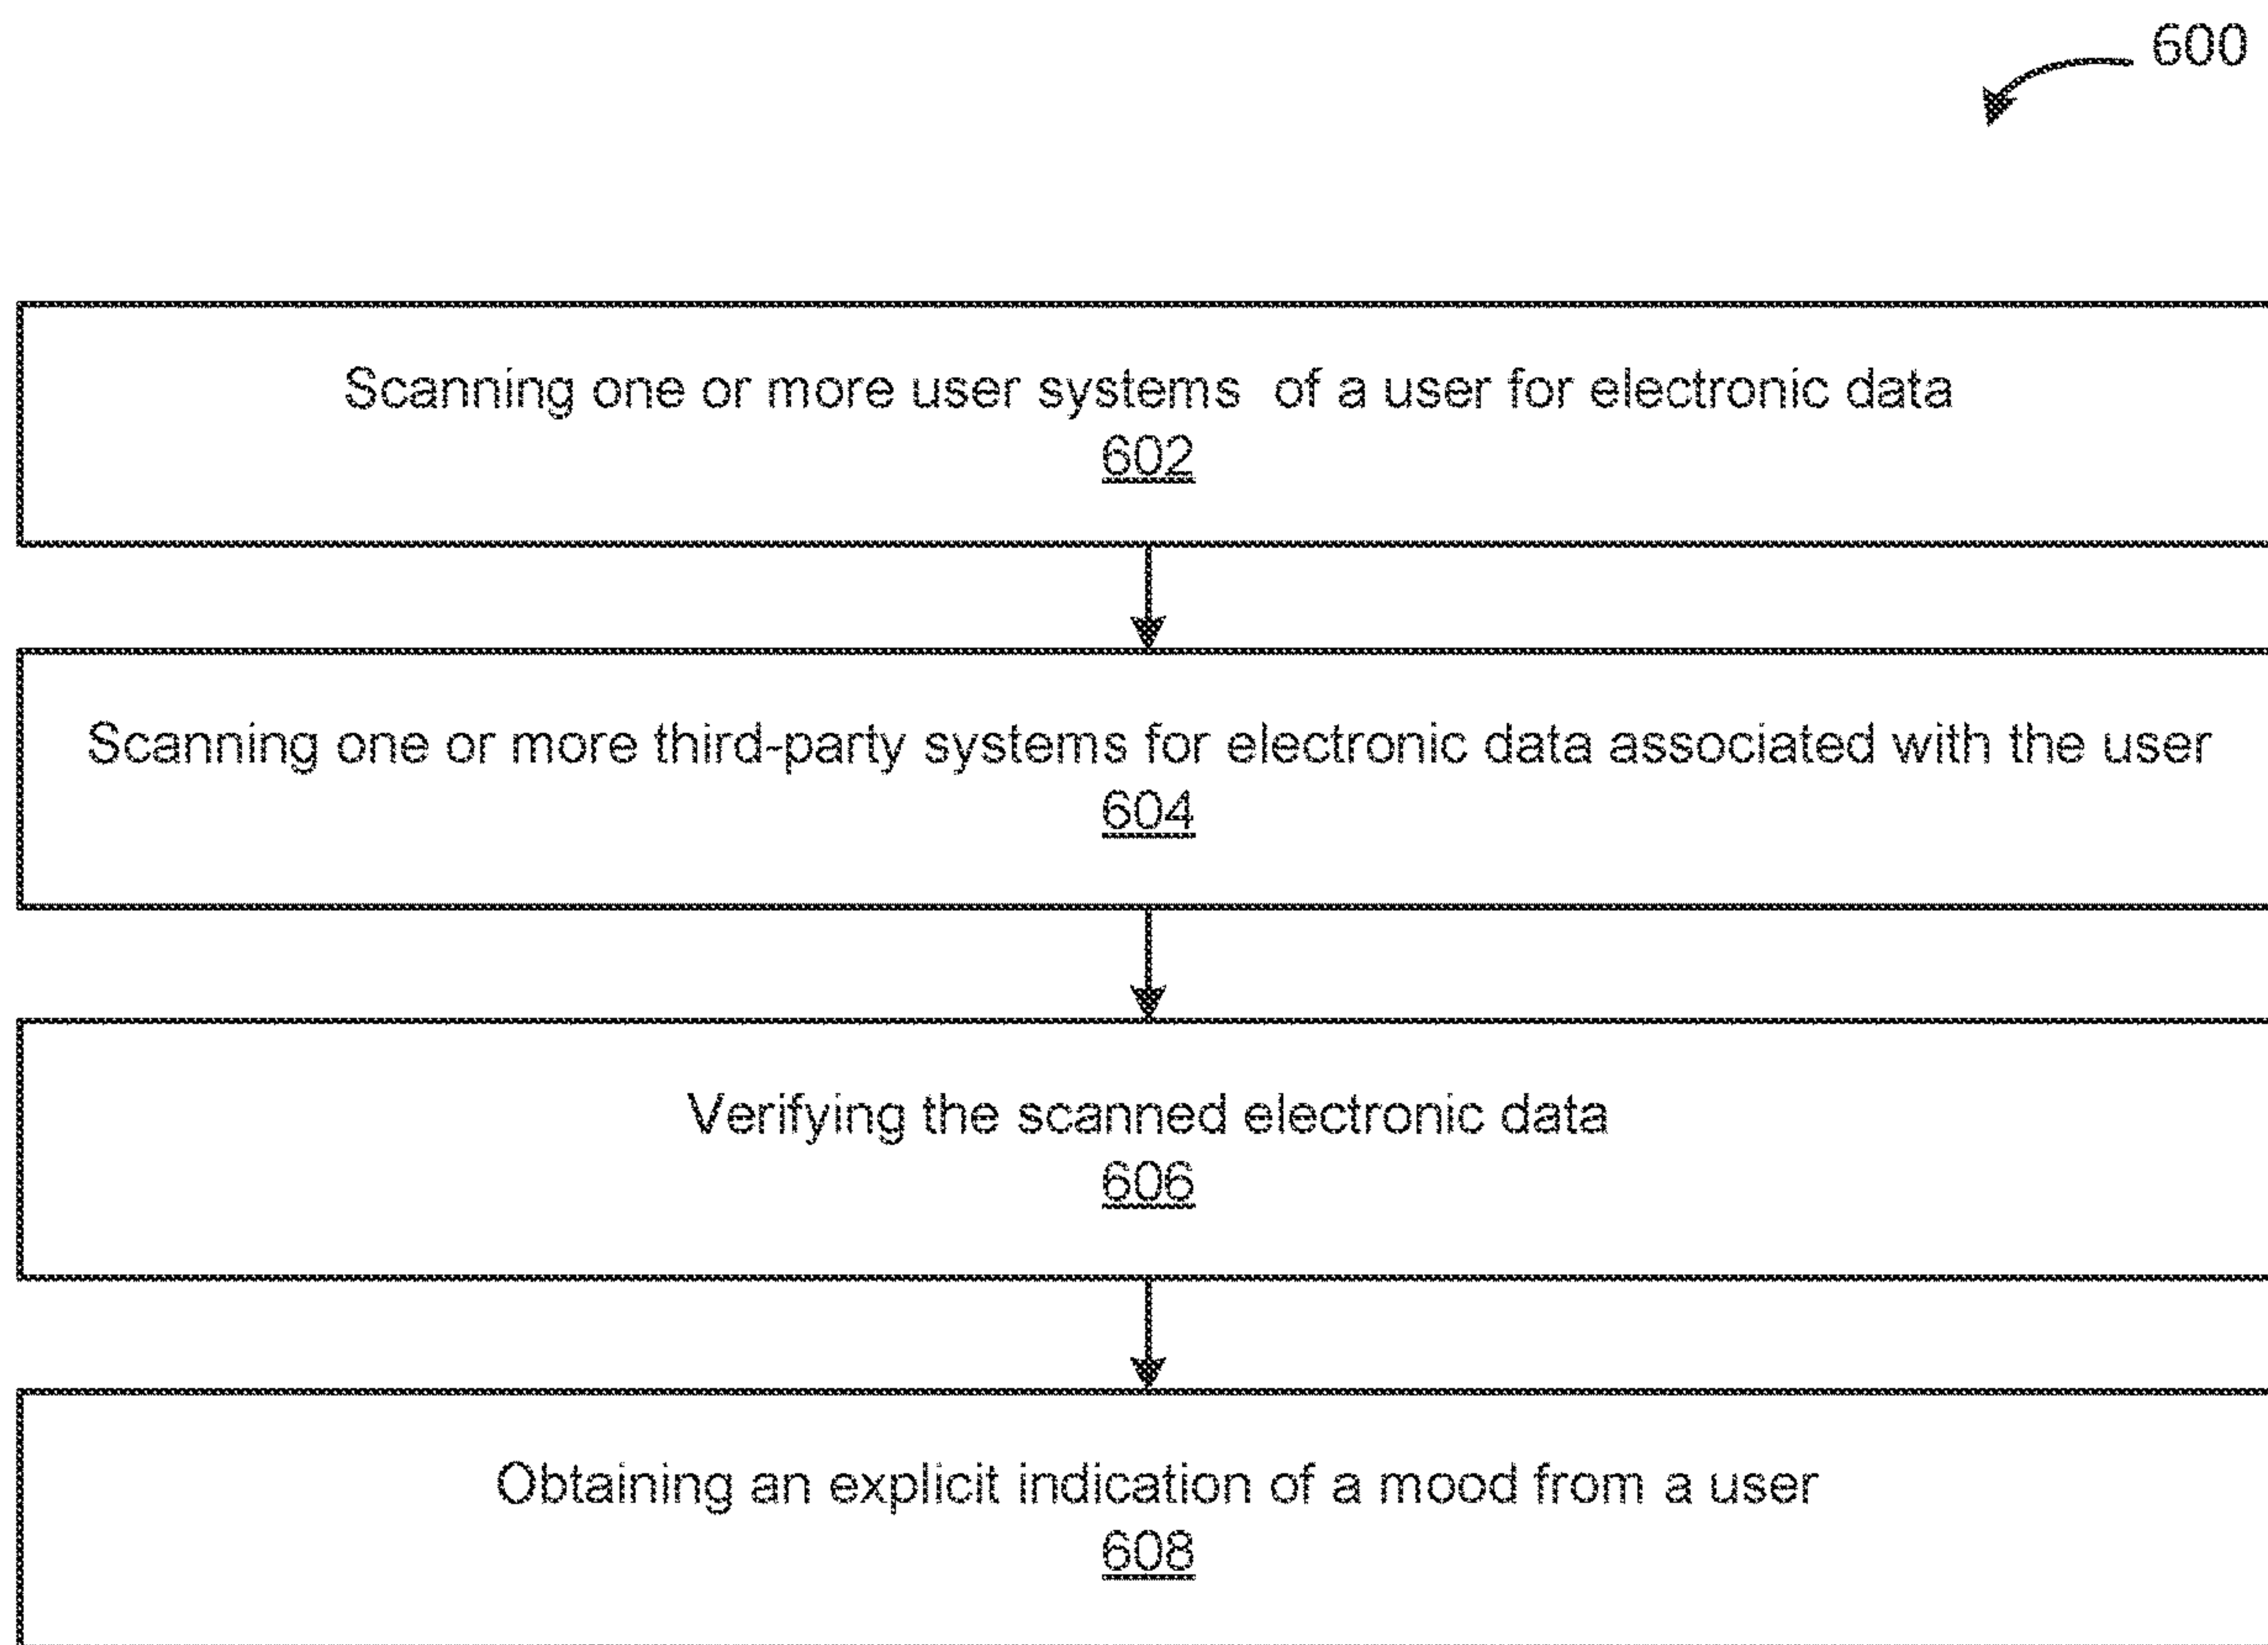 600
Scanning one or more user systems of a user for electronic data
602
Scanning one or more third-party systems for electronic data associated with the user
604
Verifying the scanned electronic data
606
Obtaining an explicit indication of a mood from a user
608